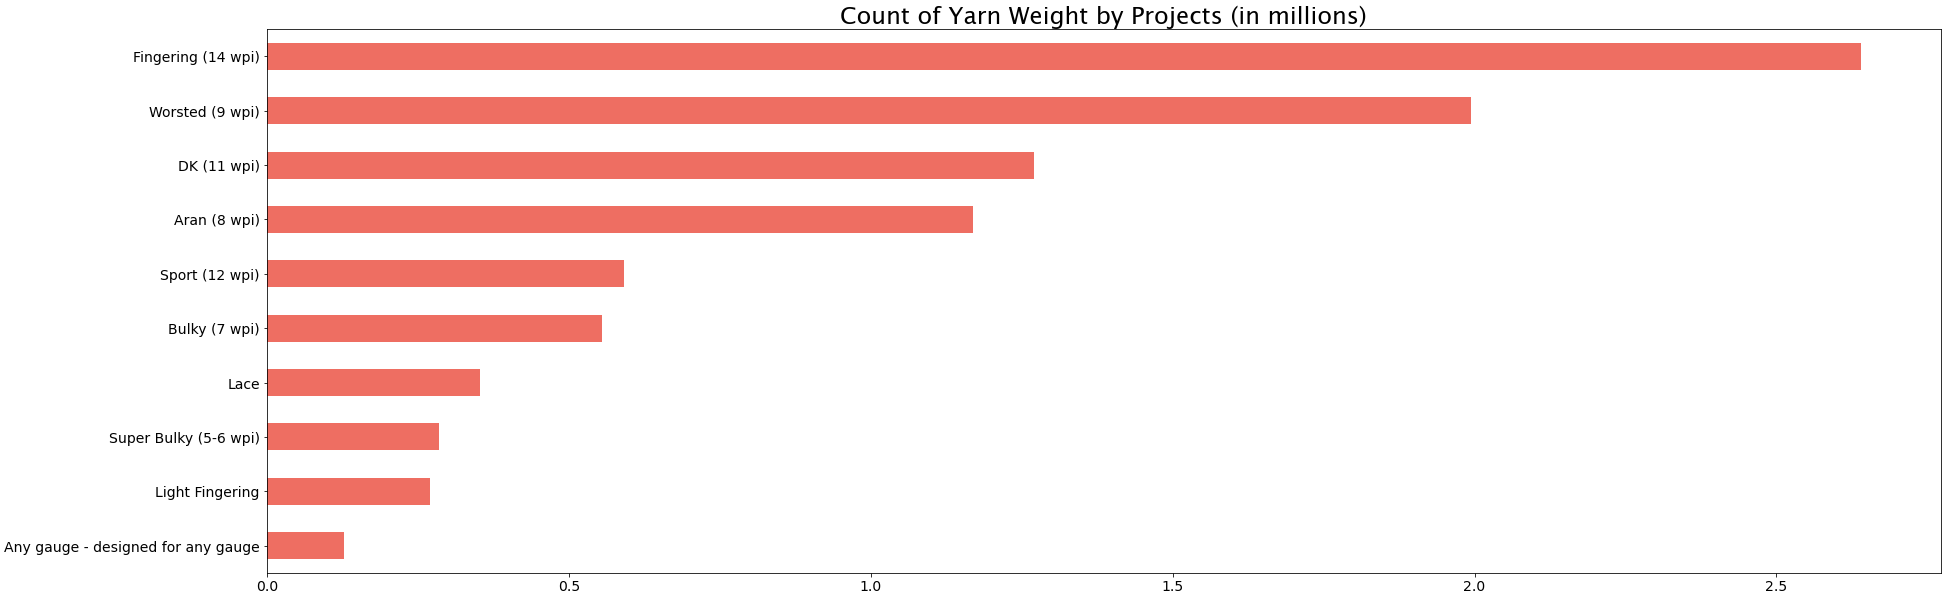 Count of Yarn Weight by Projects (in millions)
Fingering (14 wpi)
Worsted (9 wpi)
DK (11 wpi)
Aran (8 wpi)
Sport (12 wpi)
Bulky (7 wpi)
Lace
Super Bulky (5-6 wpi)
Light Fingering
Any gauge - designed for any gauge
0.0 0.5 1.0 1.5 2.0 2.5